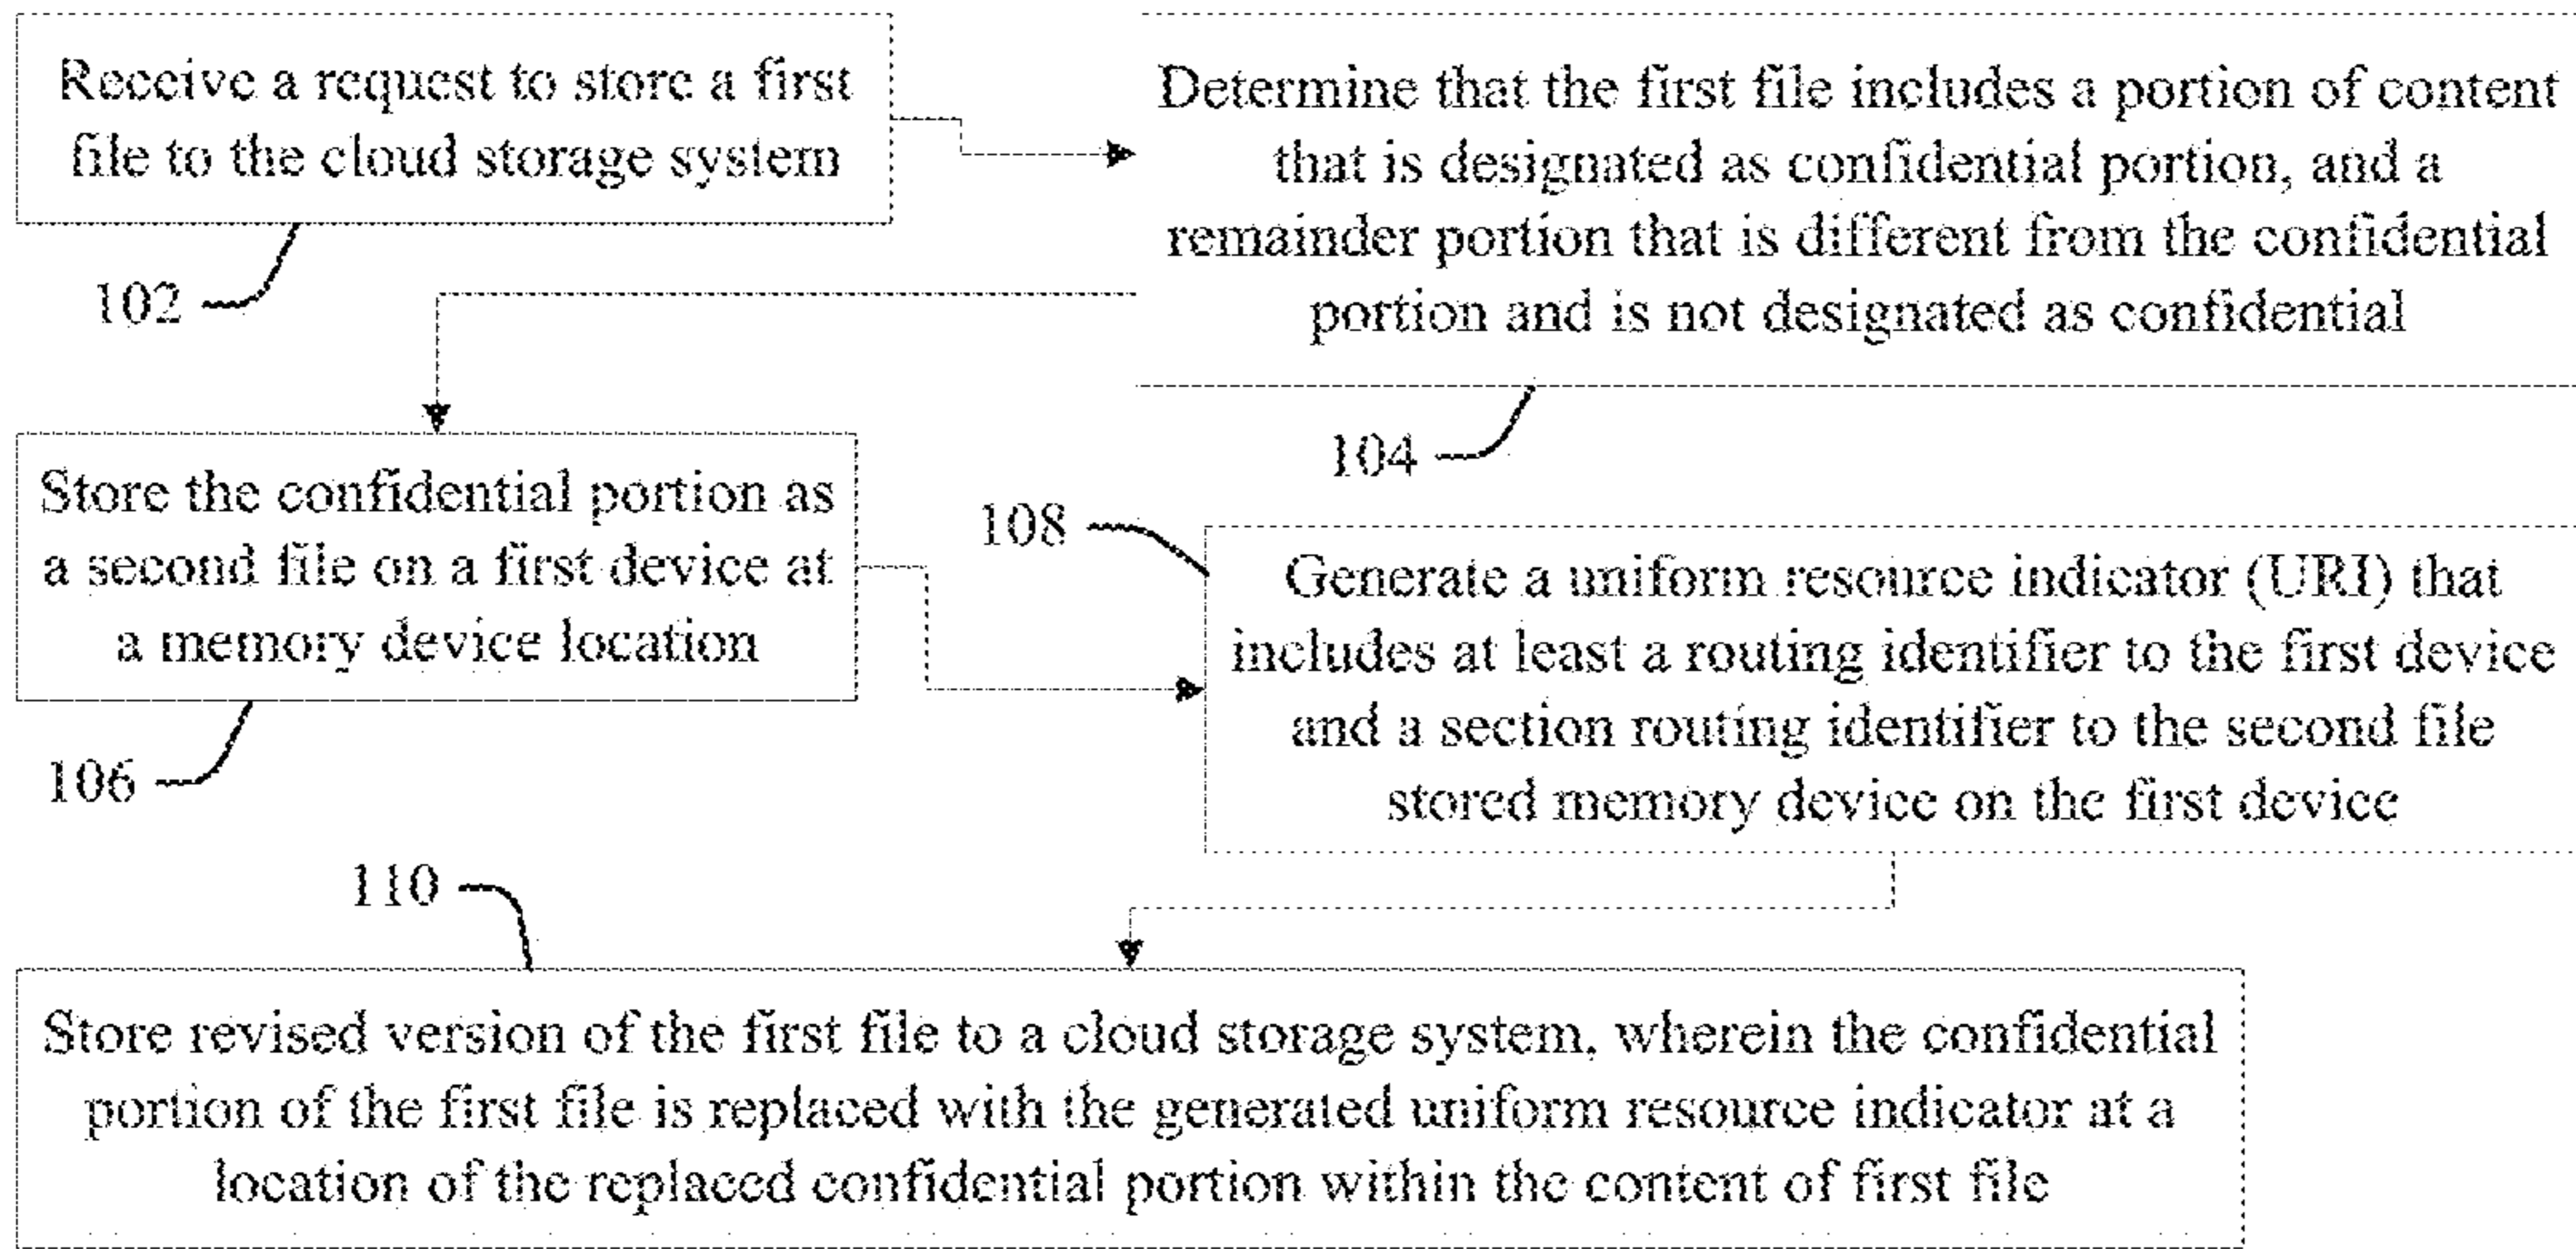 Receive a request to store a first
file to the cloud storage system
102
Determine that the first file includes a portion of content
that is designated as confidential portion, and a
remainder portion that is different from the confidential
portion and is not designated as confidential
104
Store the confidential portion as
a second file on a first device at
a memory device location
106
108
Generate a uniform resource indicator (URI) that
includes at least a routing identifier to the first device
and a section routing identifier to the second file
stored memory device on the first device
110
Store revised version of the first file to a cloud storage system, wherein the confidential
portion of the first file is replaced with the generated uniform resource indicator at a
location of the replaced confidential portion within the content of first file